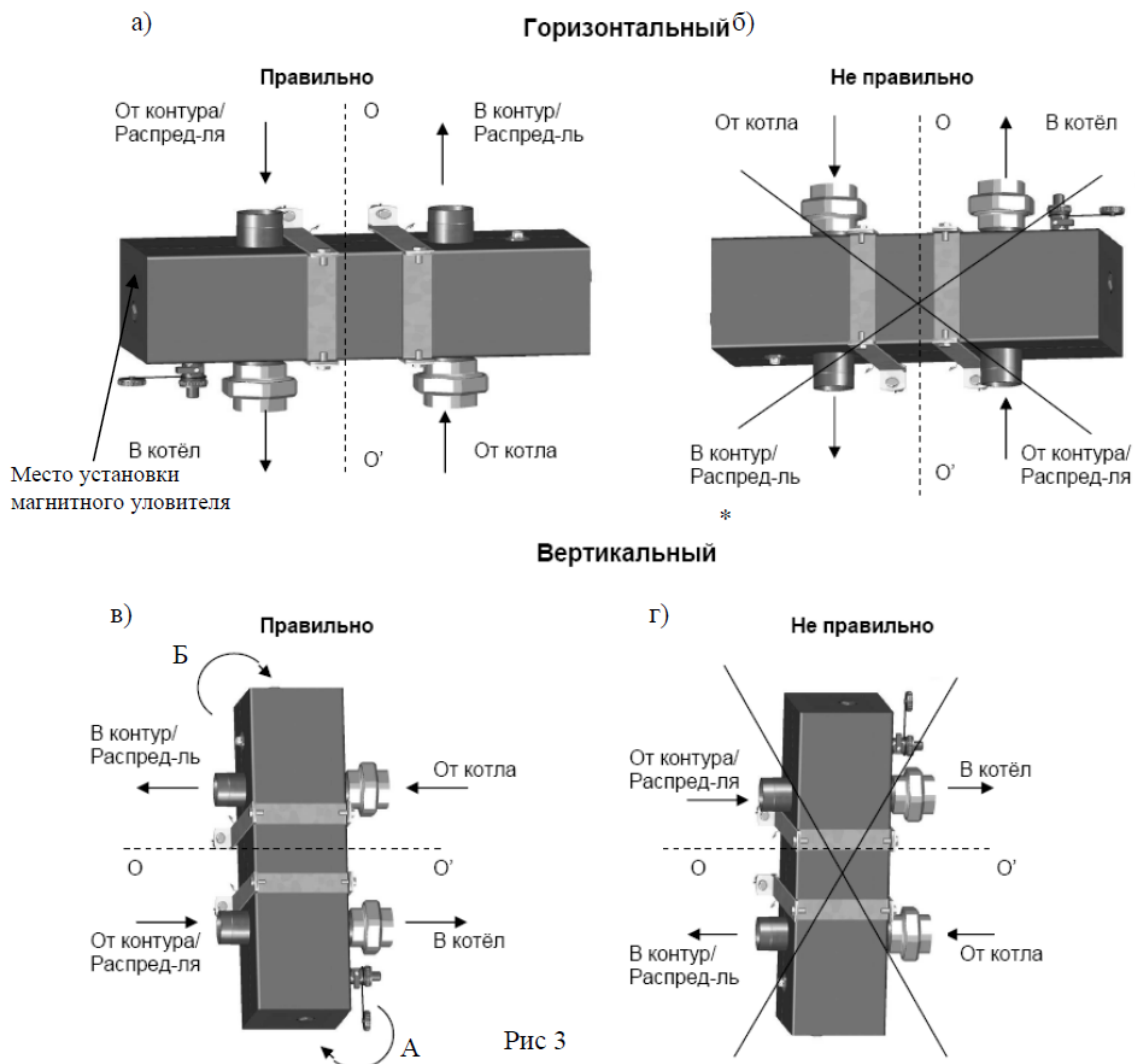 а)
Горизонтальный
б)
Правильно
Не правильно
От контура/
Распред-ля
О
В контур/
Распред-ль
От котла
О
В котёл
В котёл
О'
От котла
Место установки
магнитного уловителя
В контур/
Распред-ль
О'
От контура/
Распред-ля
*
Вертикальный
в)
Правильно
г)
Не правильно
Б
В контур/
Распред-ль
От котла
От контура/
Распред-ля
В котёл
О
О'
О
О'
От контура/
Распред-ля
В котёл
В контур/
Распред-ль
От котла
А
Рис 3